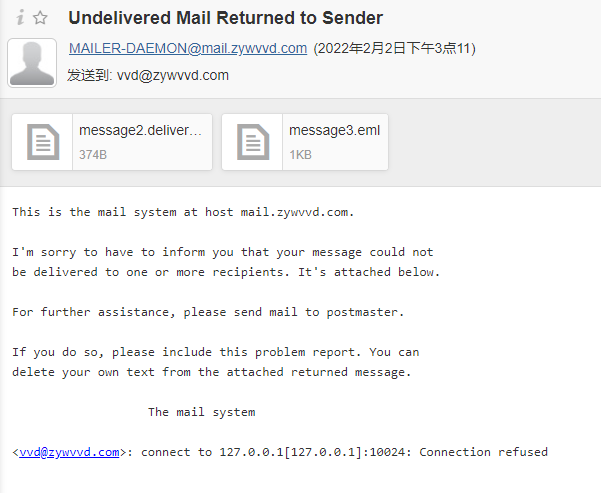 Undelivered Mail Returned to Sender
MAILER-DAEMON@mail.zywvvd.com (2022年2月2日下午3点11)
发送到: vvd@zywvvd.com
message2.deliver…
374B
message3.eml
1KB
This is the mail system at host mail.zywvvd.com.
I'm sorry to have to inform you that your message could not
be delivered to one or more recipients. It's attached below.
For further assistance, please send mail to postmaster.
If you do so, please include this problem report. You can
delete your own text from the attached returned message.
The mail system
<vvd@zywvvd.com>: connect to 127.0.0.1[127.0.0.1]:10024: Connection refused